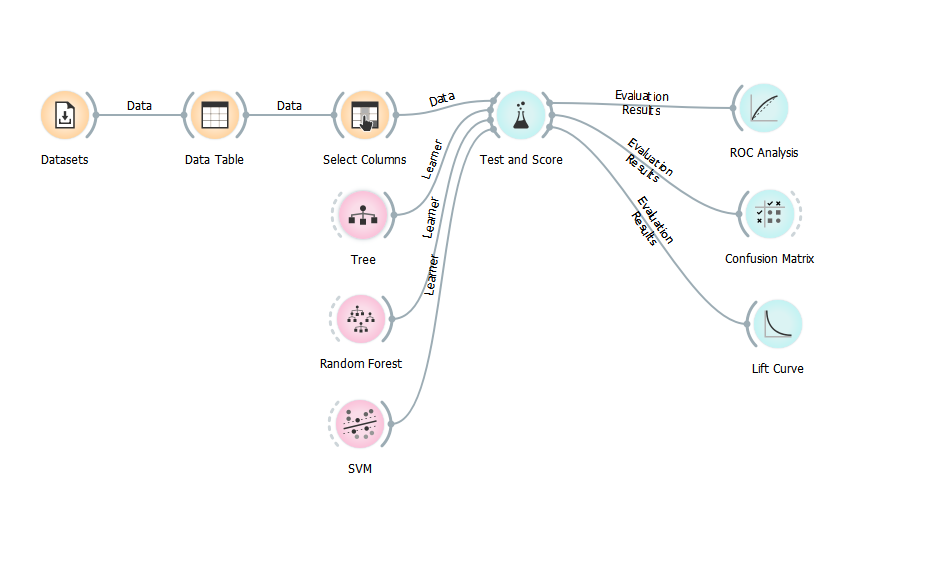 Data
Data
Data
Evaluation
Results
Datasets
Data Table
Select Columns
Test and Score
ROC Analysis
Learner
Evaluation
Results
Tree
Learner
Evaluation
Results
Confusion Matrix
Learner
Random Forest
Lift Curve
SVM